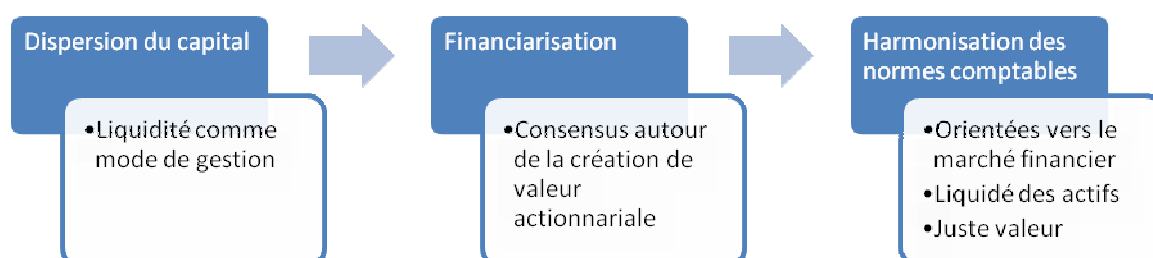 Dispersion du capital
•Liquidité comme
mode de gestion
Financiarisation
•Consensus autour
de la création de
valeur
actionnariale
Harmonisation des
normes comptables
•Orientées vers le
marché financier
•Liquidé des actifs
•Juste valeur